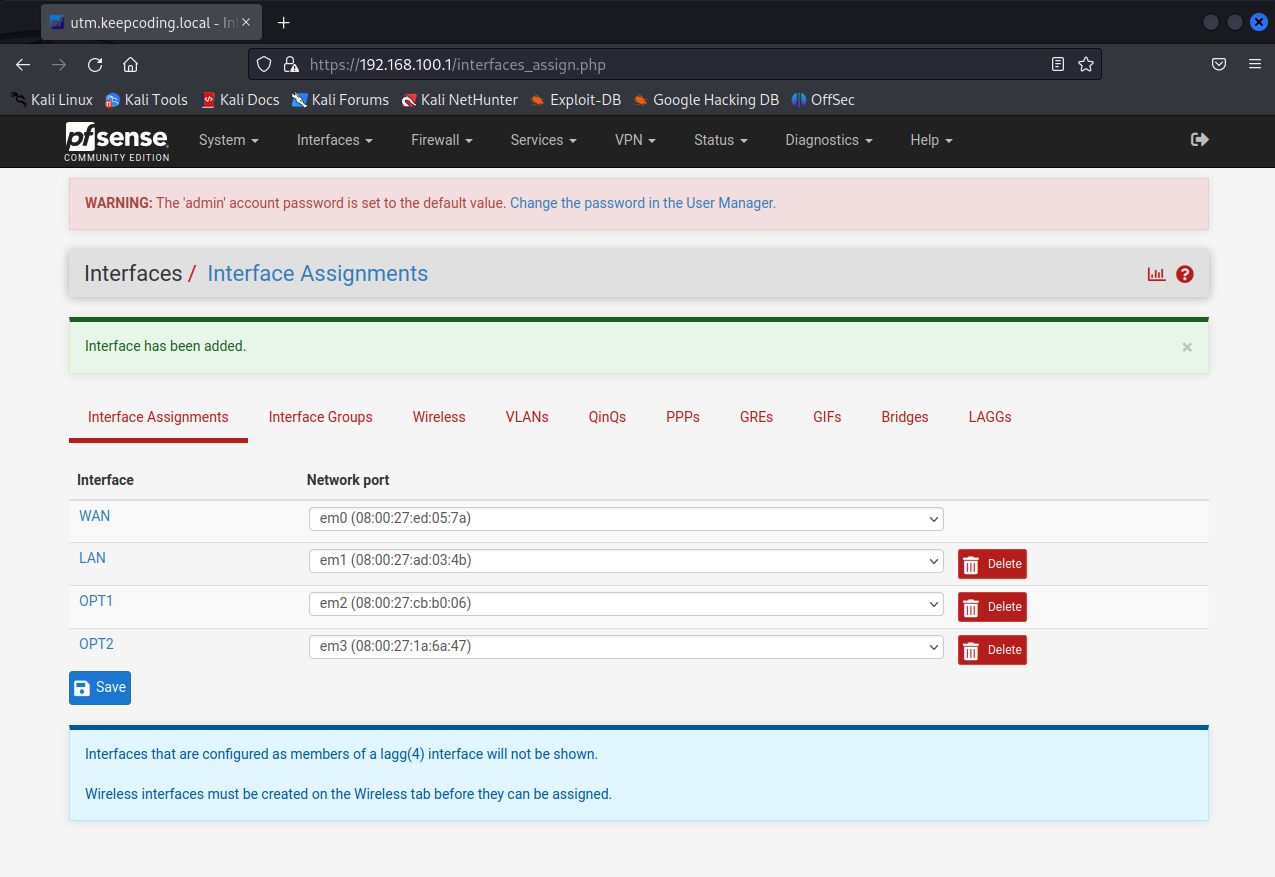 utm.keepcoding.local - In
https://192.168.100.1/interfaces_assign.php
Kali Linux Kali Tools Kali Docs Kali Forums Kali NetHunter Exploit-DB Google Hacking DB OffSec
pfsense System Interfaces Firewall Services VPN Status Diagnostics Help
COMMUNITY EDITION
WARNING: The 'admin' account password is set to the default value. Change the password in the User Manager.
Interfaces / Interface Assignments
Interface has been added.
Interface Assignments Interface Groups Wireless VLANs QinQs PPPs GREs GIFs Bridges LAGGs
Interface Network port
WAN em0 (08:00:27:ed:05:7a)
LAN em1 (08:00:27:ad:03:4b) Delete
OPT1 em2 (08:00:27:cb:b0:06) Delete
OPT2 em3 (08:00:27:1a:6a:47) Delete
Save
Interfaces that are configured as members of a lagg(4) interface will not be shown.
Wireless interfaces must be created on the Wireless tab before they can be assigned.